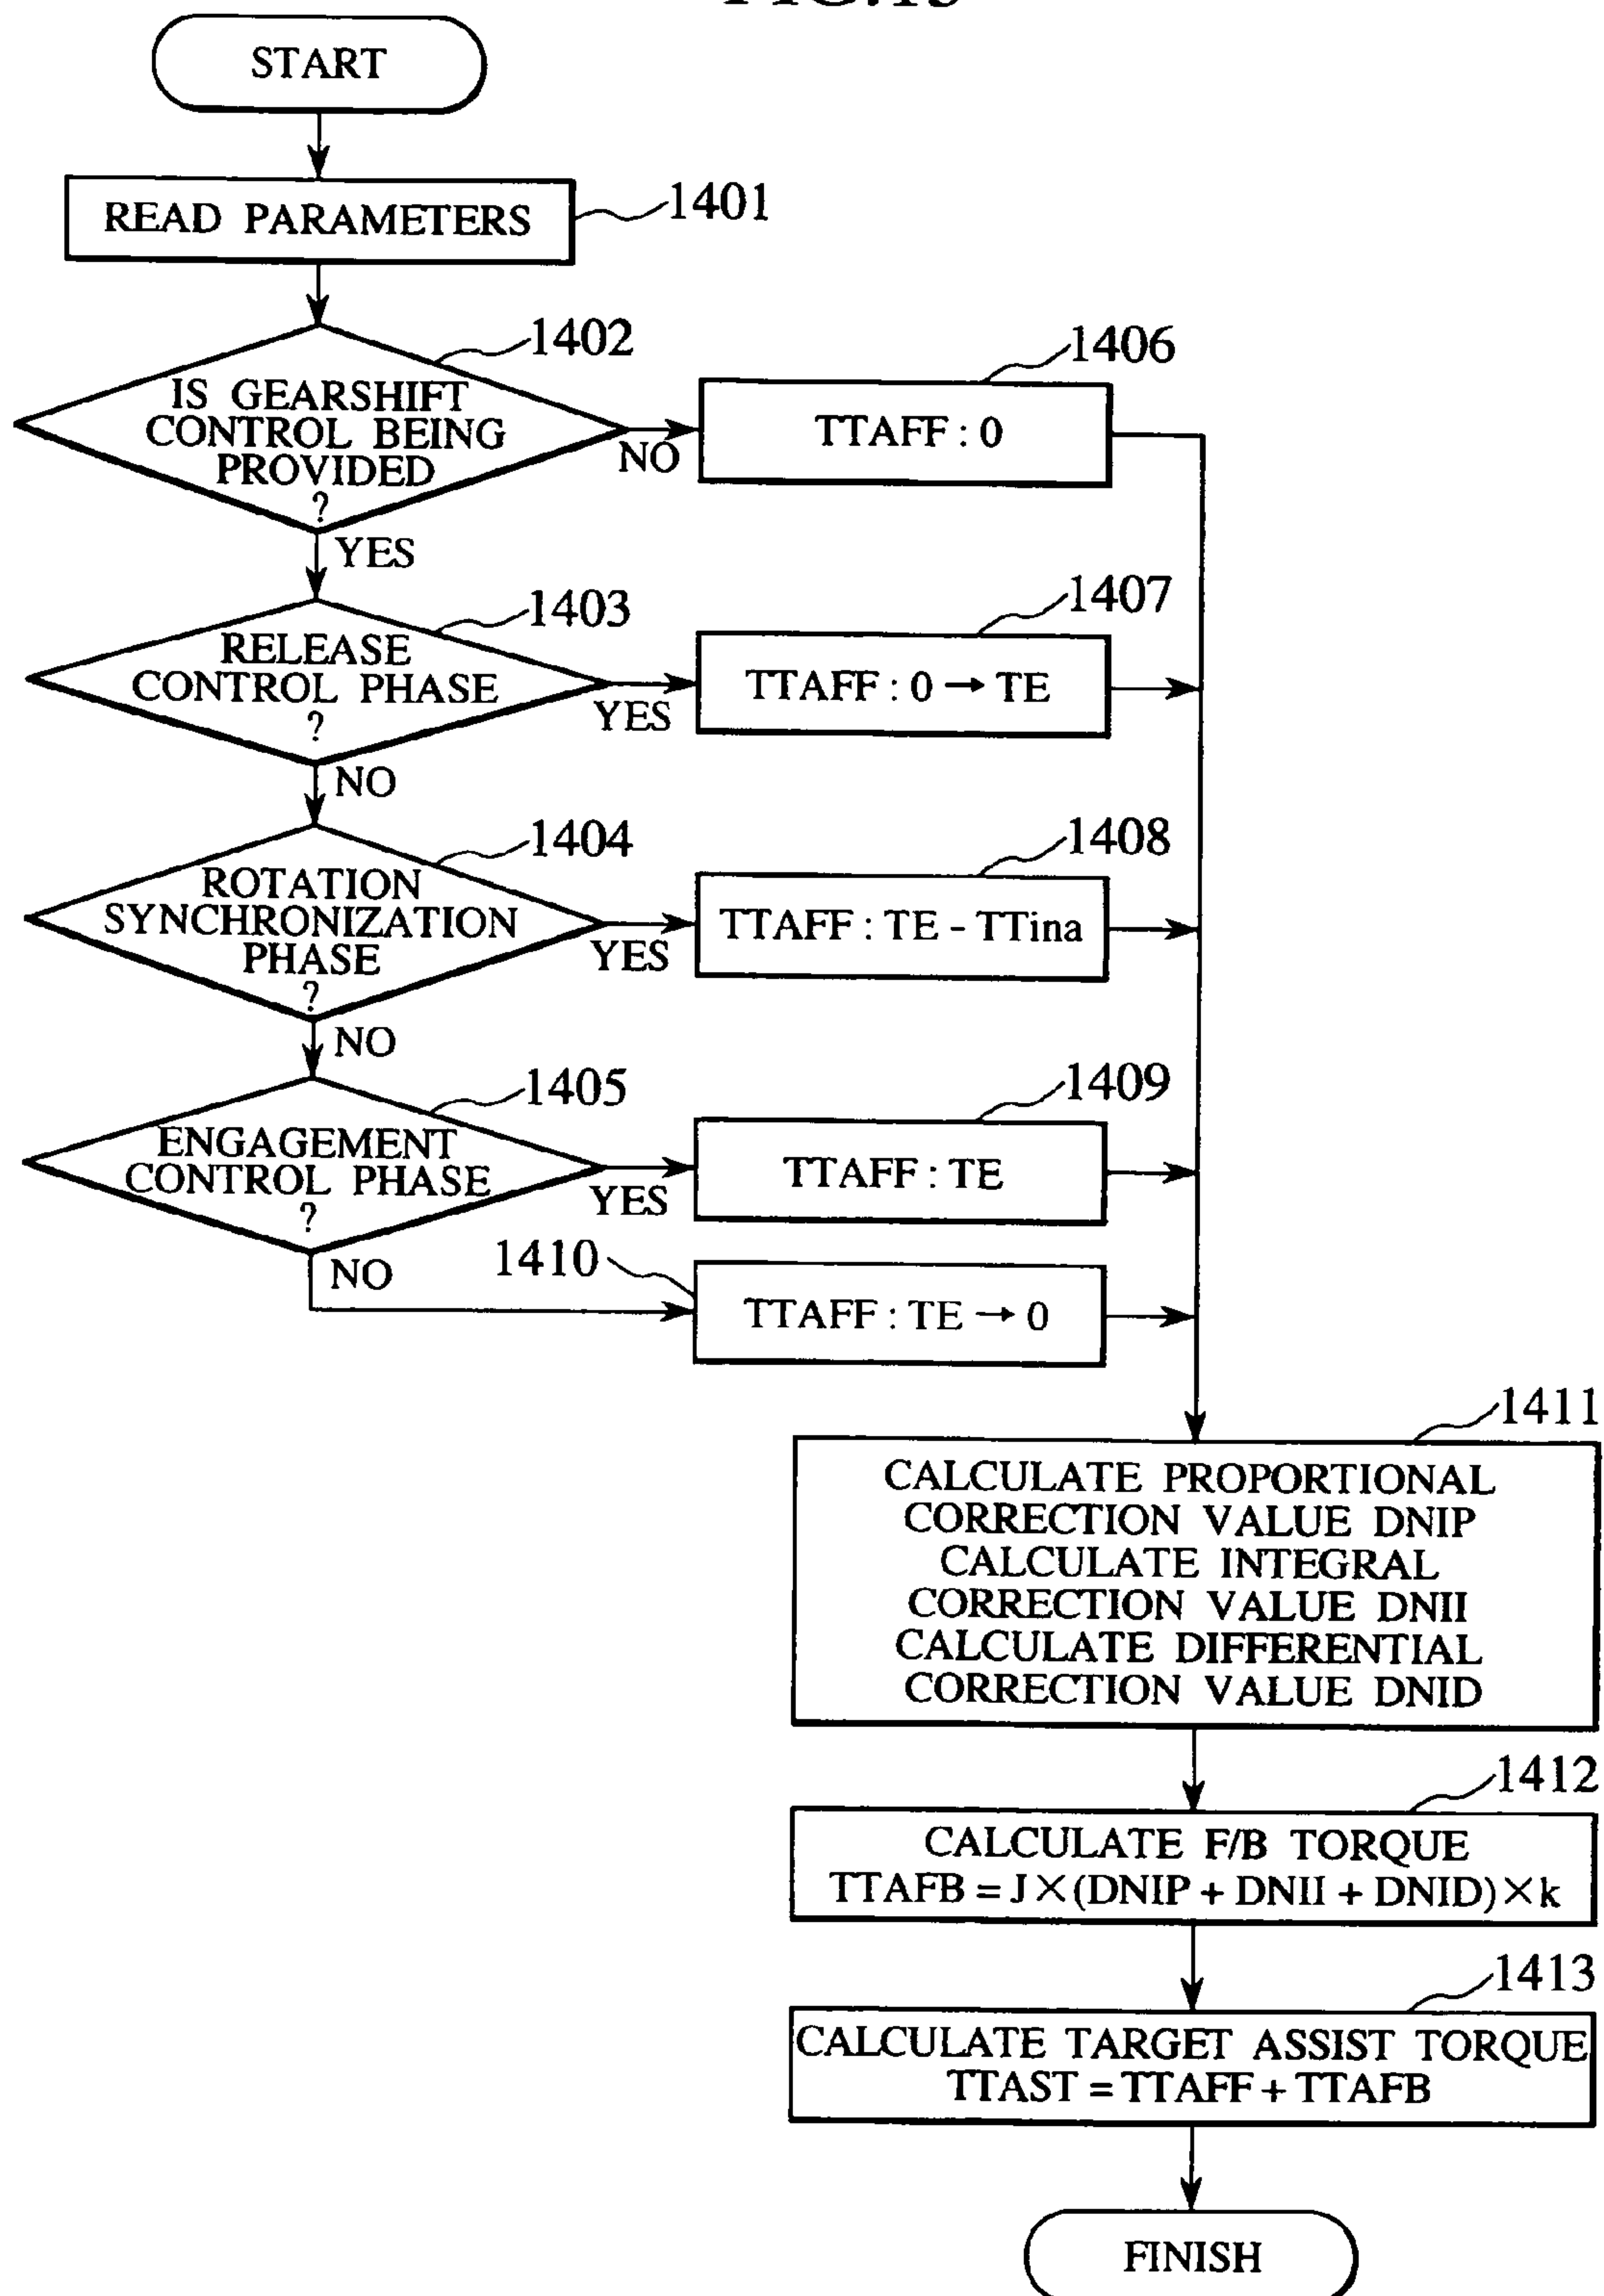 START
READ PARAMETERS
1401
1402
IS GEARSHIFT
CONTROL BEING
PROVIDED
?
NO
YES
1406
TTAFF : 0
1403
RELEASE
CONTROL PHASE
?
YES
NO
1407
TTAFF : 0 → TE
1404
ROTATION
SYNCHRONIZATION
PHASE
?
YES
NO
1408
TTAFF : TE - TTina
1405
ENGAGEMENT
CONTROL PHASE
?
YES
NO
1409
TTAFF : TE
1410
TTAFF : TE → 0
1411
CALCULATE PROPORTIONAL
CORRECTION VALUE DNIP
CALCULATE INTEGRAL
CORRECTION VALUE DNII
CALCULATE DIFFERENTIAL
CORRECTION VALUE DNID
1412
CALCULATE F/B TORQUE
TTAFB = J × (DNIP + DNII + DNID) × k
1413
CALCULATE TARGET ASSIST TORQUE
TTAST = TTAFF + TTAFB
FINISH